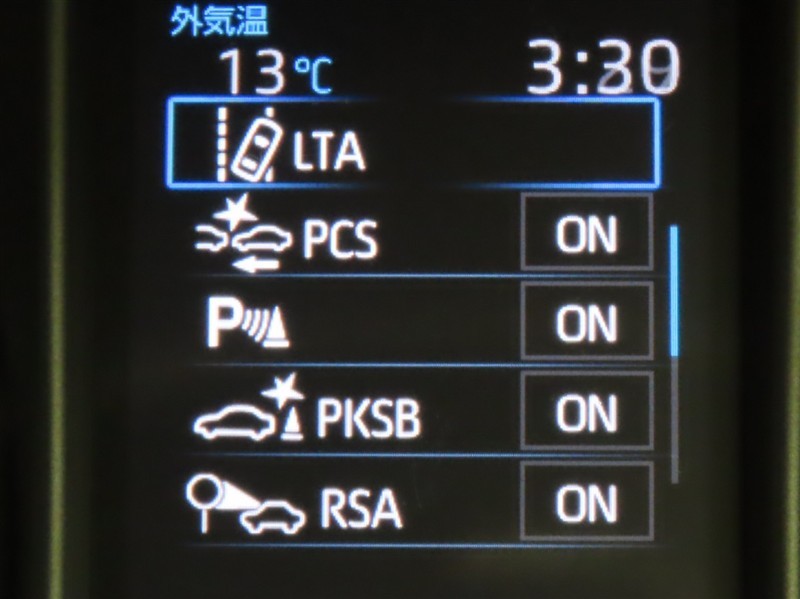 外気温
13℃ 3:30
LTA
PCS ON
P ON
PKSB ON
RSA ON